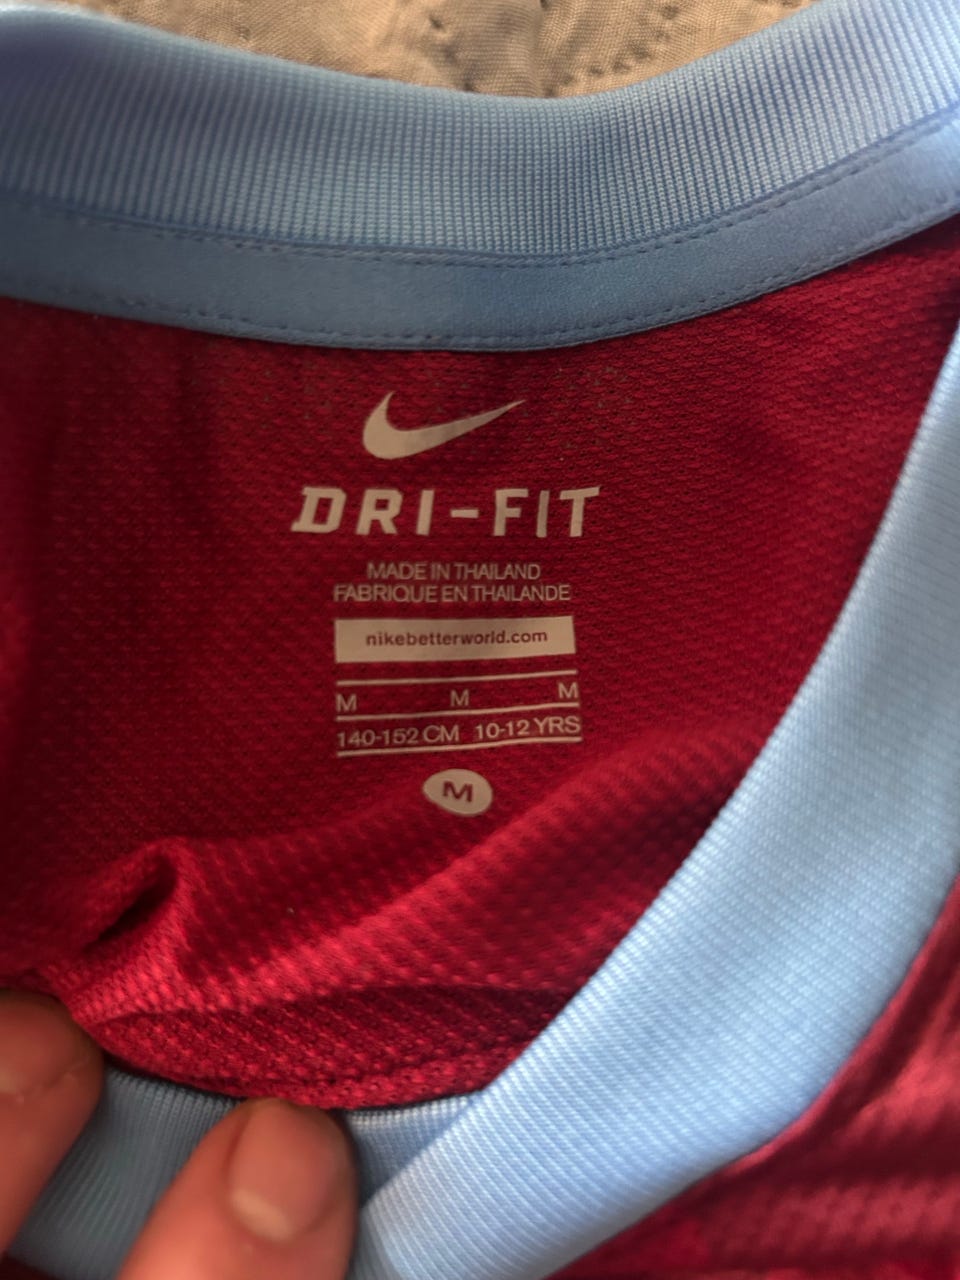 DRI-FIT
MADE IN THAILAND
FABRIQUE EN THAILANDE
nikebetterworld.com
M M M
140-152 CM 10-12 YRS
M